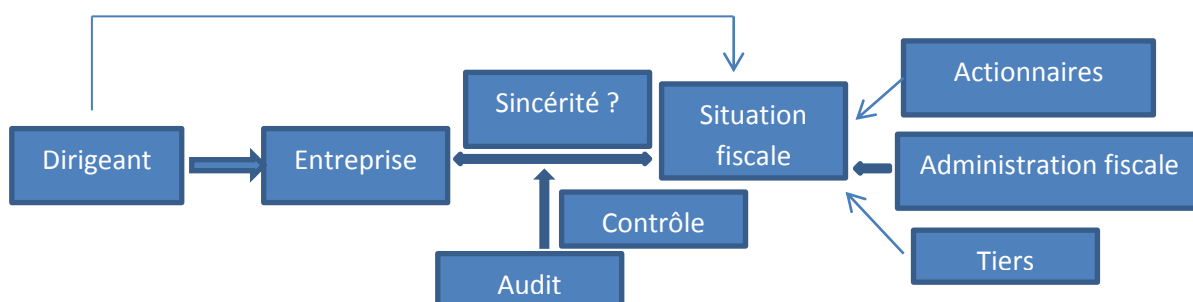 Actionnaires
Sincérité ?
Situation
fiscale
Dirigeant
Entreprise
Administration fiscale
Contrôle
Tiers
Audit